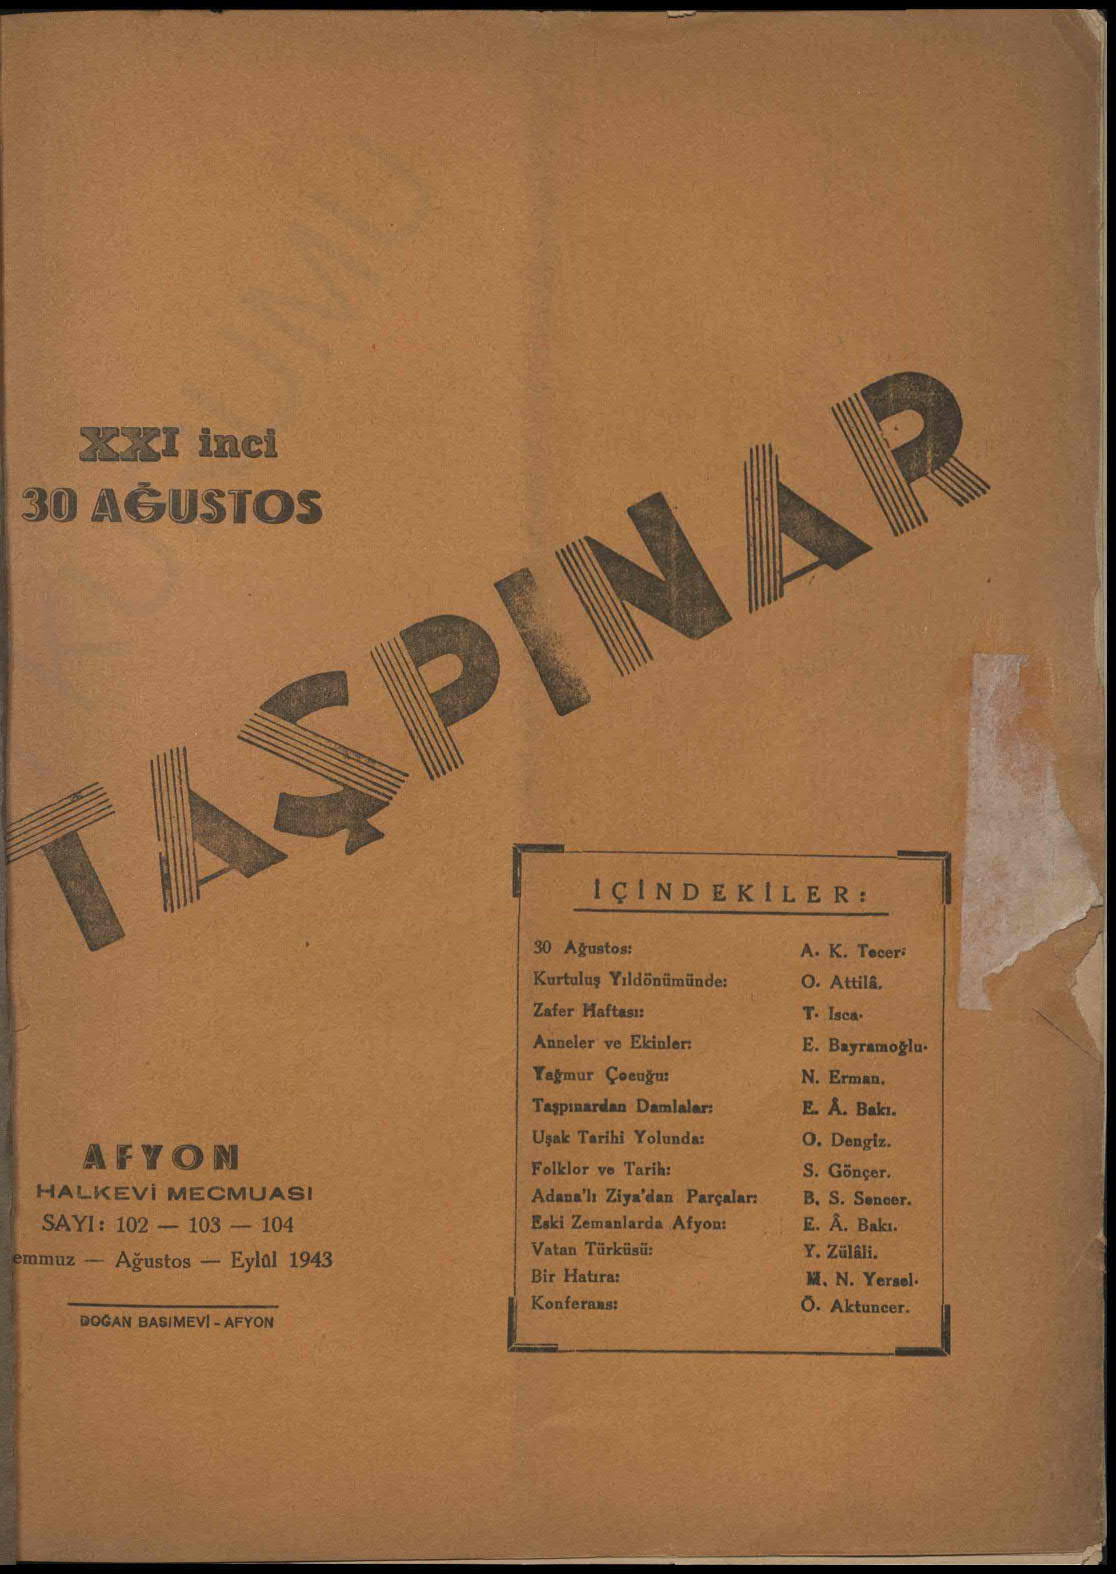 XXI inci
30 AĞUSTOS
TAŞPINAR
AFYON
HALKEVİ MECMUASI
SAYI: 102 — 103 — 104
emmuz — Ağustos — Eylûl 1943
DOĞAN BASIMEVİ - AFYON
İÇİNDEKİLER:
30 Ağustos: A. K. Tecer.
Kurtuluş Yıldönümünde: O. Attilâ.
Zafer Haftası: T. Isca.
Anneler ve Ekinler: E. Bayramoğlu.
Yağmur Çocuğu: N. Erman.
Taşpınardan Damlalar: E. Â. Bakı.
Uşak Tarihi Yolunda: O. Dengiz.
Folklor ve Tarih: S. Gönçer.
Adana'lı Ziya'dan Parçalar: B. S. Sencer.
Eski Zemanlarda Afyon: E. Â. Bakı.
Vatan Türküsü: Y. Zülâli.
Bir Hatıra: M. N. Yersel.
Konferans: Ö. Aktuncer.